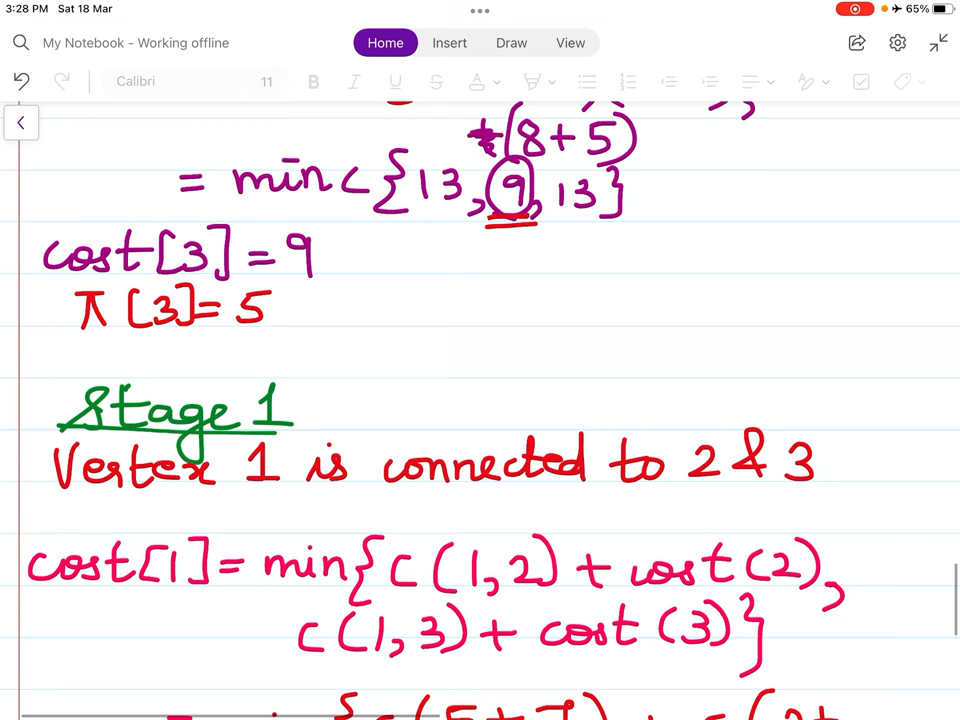 3:28 PM Sat 18 Mar
65%
My Notebook - Working offline
Home Insert Draw View
Calibri 11 B I U S A
(8+5)
= min c{13, 9, 13}
cost[3] = 9
π[3] = 5
Stage 1
Vertex 1 is connected to 2 & 3
cost[1] = min{c(1,2) + cost(2),
c(1,3) + cost(3)}